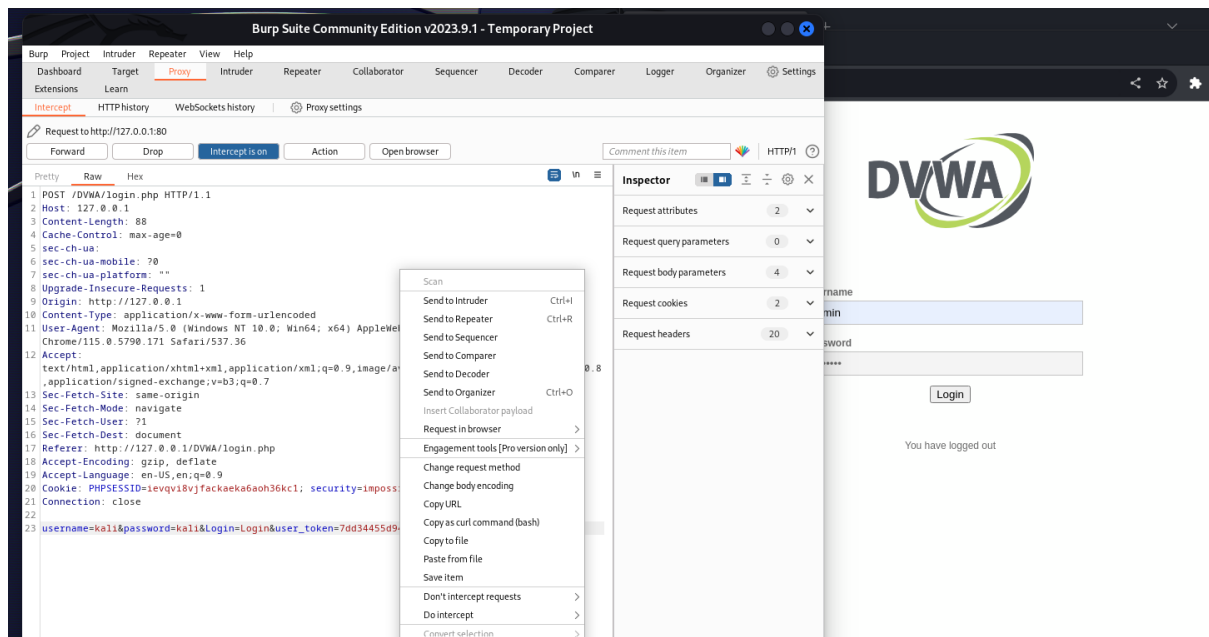 Burp Suite Community Edition v2023.9.1 - Temporary Project
Burp Project Intruder Repeater View Help
Dashboard Target Proxy Intruder Repeater Collaborator Sequencer Decoder Comparer Logger Organizer Settings
Extensions Learn
Intercept HTTP history WebSockets history Proxy settings
Request to http://127.0.0.1:80
Forward Drop Intercept is on Action Open browser Comment this item HTTP/1
Pretty Raw Hex \n
1 POST /DVWA/login.php HTTP/1.1
2 Host: 127.0.0.1
3 Content-Length: 88
4 Cache-Control: max-age=0
5 sec-ch-ua:
6 sec-ch-ua-mobile: ?0
7 sec-ch-ua-platform: ""
8 Upgrade-Insecure-Requests: 1
9 Origin: http://127.0.0.1
10 Content-Type: application/x-www-form-urlencoded
11 User-Agent: Mozilla/5.0 (Windows NT 10.0; Win64; x64)
Chrome/115.0.5790.171 Safari/537.36
12 Accept:
text/html,application/xhtml+xml,application/xml;q=0.9,image/a 0.8
,application/signed-exchange;v=b3;q=0.7
13 Sec-Fetch-Site: same-origin
14 Sec-Fetch-Mode: navigate
15 Sec-Fetch-User: ?1
16 Sec-Fetch-Dest: document
17 Referer: http://127.0.0.1/DVWA/login.php
18 Accept-Encoding: gzip, deflate
19 Accept-Language: en-US,en;q=0.9
20 Cookie: PHPSESSID=ievqvi8vjfackaeka6aoh36kc1; security=imposs
21 Connection: close
22
23 username=kali&password=kali&Login=Login&user_token=7dd34455d9
Scan
Send to Intruder Ctrl+I
Send to Repeater Ctrl+R
Send to Sequencer
Send to Comparer
Send to Decoder
Send to Organizer Ctrl+O
Insert Collaborator payload
Request in browser
Engagement tools [Pro version only]
Change request method
Change body encoding
Copy URL
Copy as curl command (bash)
Copy to file
Paste from file
Save item
Don't intercept requests
Do intercept
Convert selection
Inspector
Request attributes 2
Request query parameters 0
Request body parameters 4
Request cookies 2
Request headers 20
DVWA
rname
min
sword
Login
You have logged out